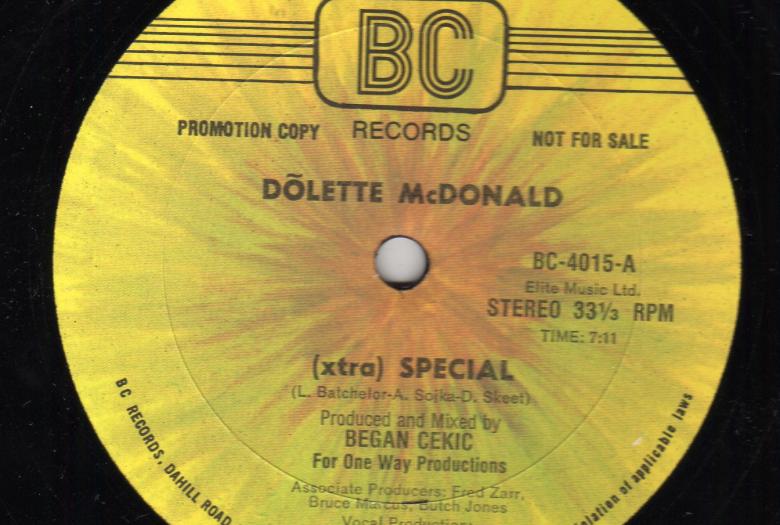 BC
PROMOTION COPY RECORDS NOT FOR SALE
DÕLETTE McDONALD
BC-4015-A
Elite Music Ltd.
STEREO 33⅓ RPM
TIME: 7:11
(xtra) SPECIAL
(L. Batchelor-A. Sojka-D. Skeet)
Produced and Mixed by
BEGAN CEKIC
For One Way Productions
Associate Producers: Fred Zarr,
Bruce Marcus, Butch Jones
Vocal Production:
BC RECORDS, DAHILL ROAD
of applicable laws